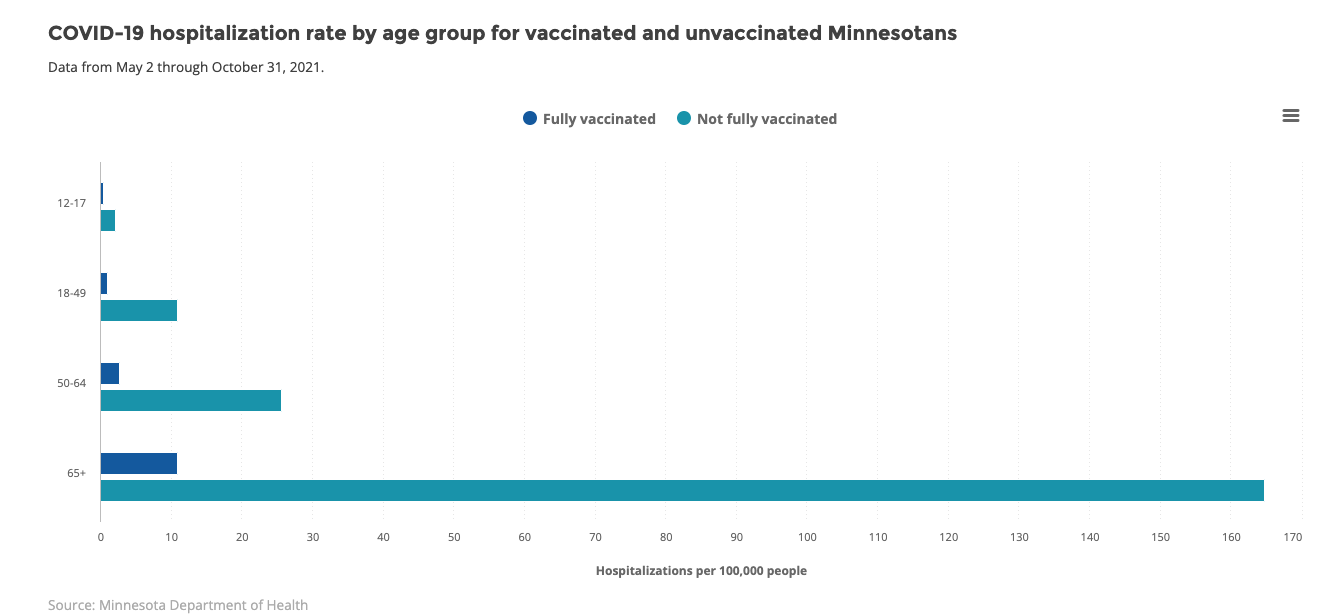 COVID-19 hospitalization rate by age group for vaccinated and unvaccinated Minnesotans
Data from May 2 through October 31, 2021.
Fully vaccinated Not fully vaccinated
12-17
18-49
50-64
65+
0 10 20 30 40 50 60 70 80 90 100 110 120 130 140 150 160 170
Hospitalizations per 100,000 people
Source: Minnesota Department of Health